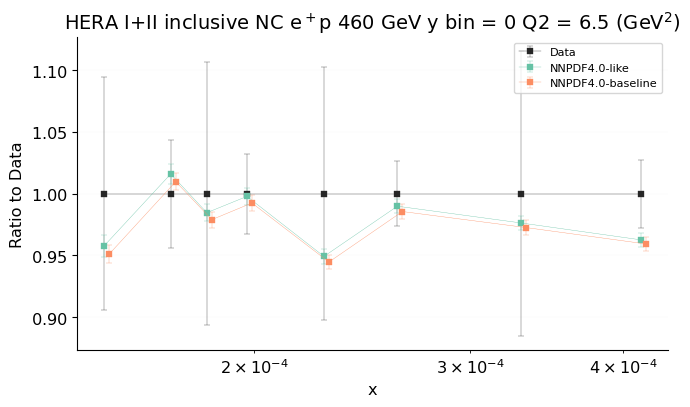 HERA I+II inclusive NC e⁺p 460 GeV y bin = 0 Q2 = 6.5 (GeV²)
Data
NNPDF4.0-like
NNPDF4.0-baseline
Ratio to Data
1.10
1.05
1.00
0.95
0.90
2 × 10⁻⁴
3 × 10⁻⁴
4 × 10⁻⁴
x